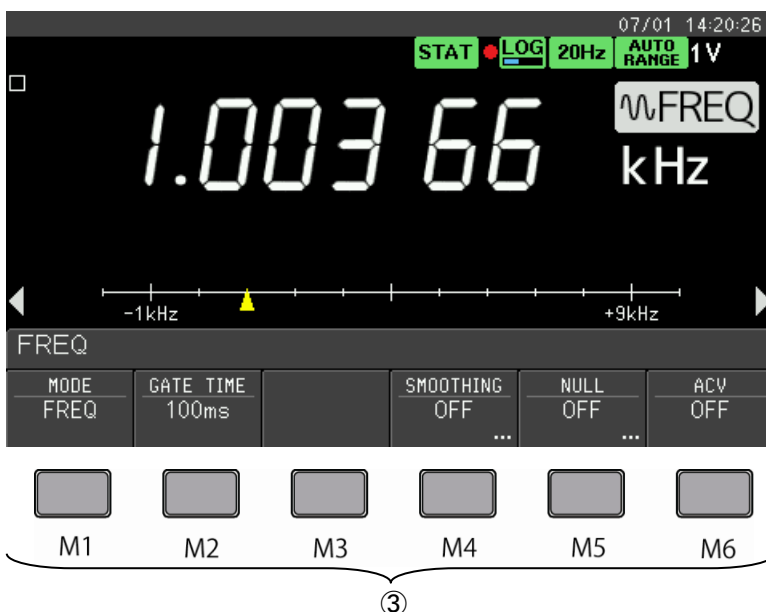 07/01 14:20:26
STAT LOG 20Hz AUTO RANGE 1V
1.003 66
FREQ
kHz
-1kHz +9kHz
FREQ
MODE GATE TIME SMOOTHING NULL ACV
FREQ 100ms OFF OFF OFF
... ...
M1 M2 M3 M4 M5 M6
③